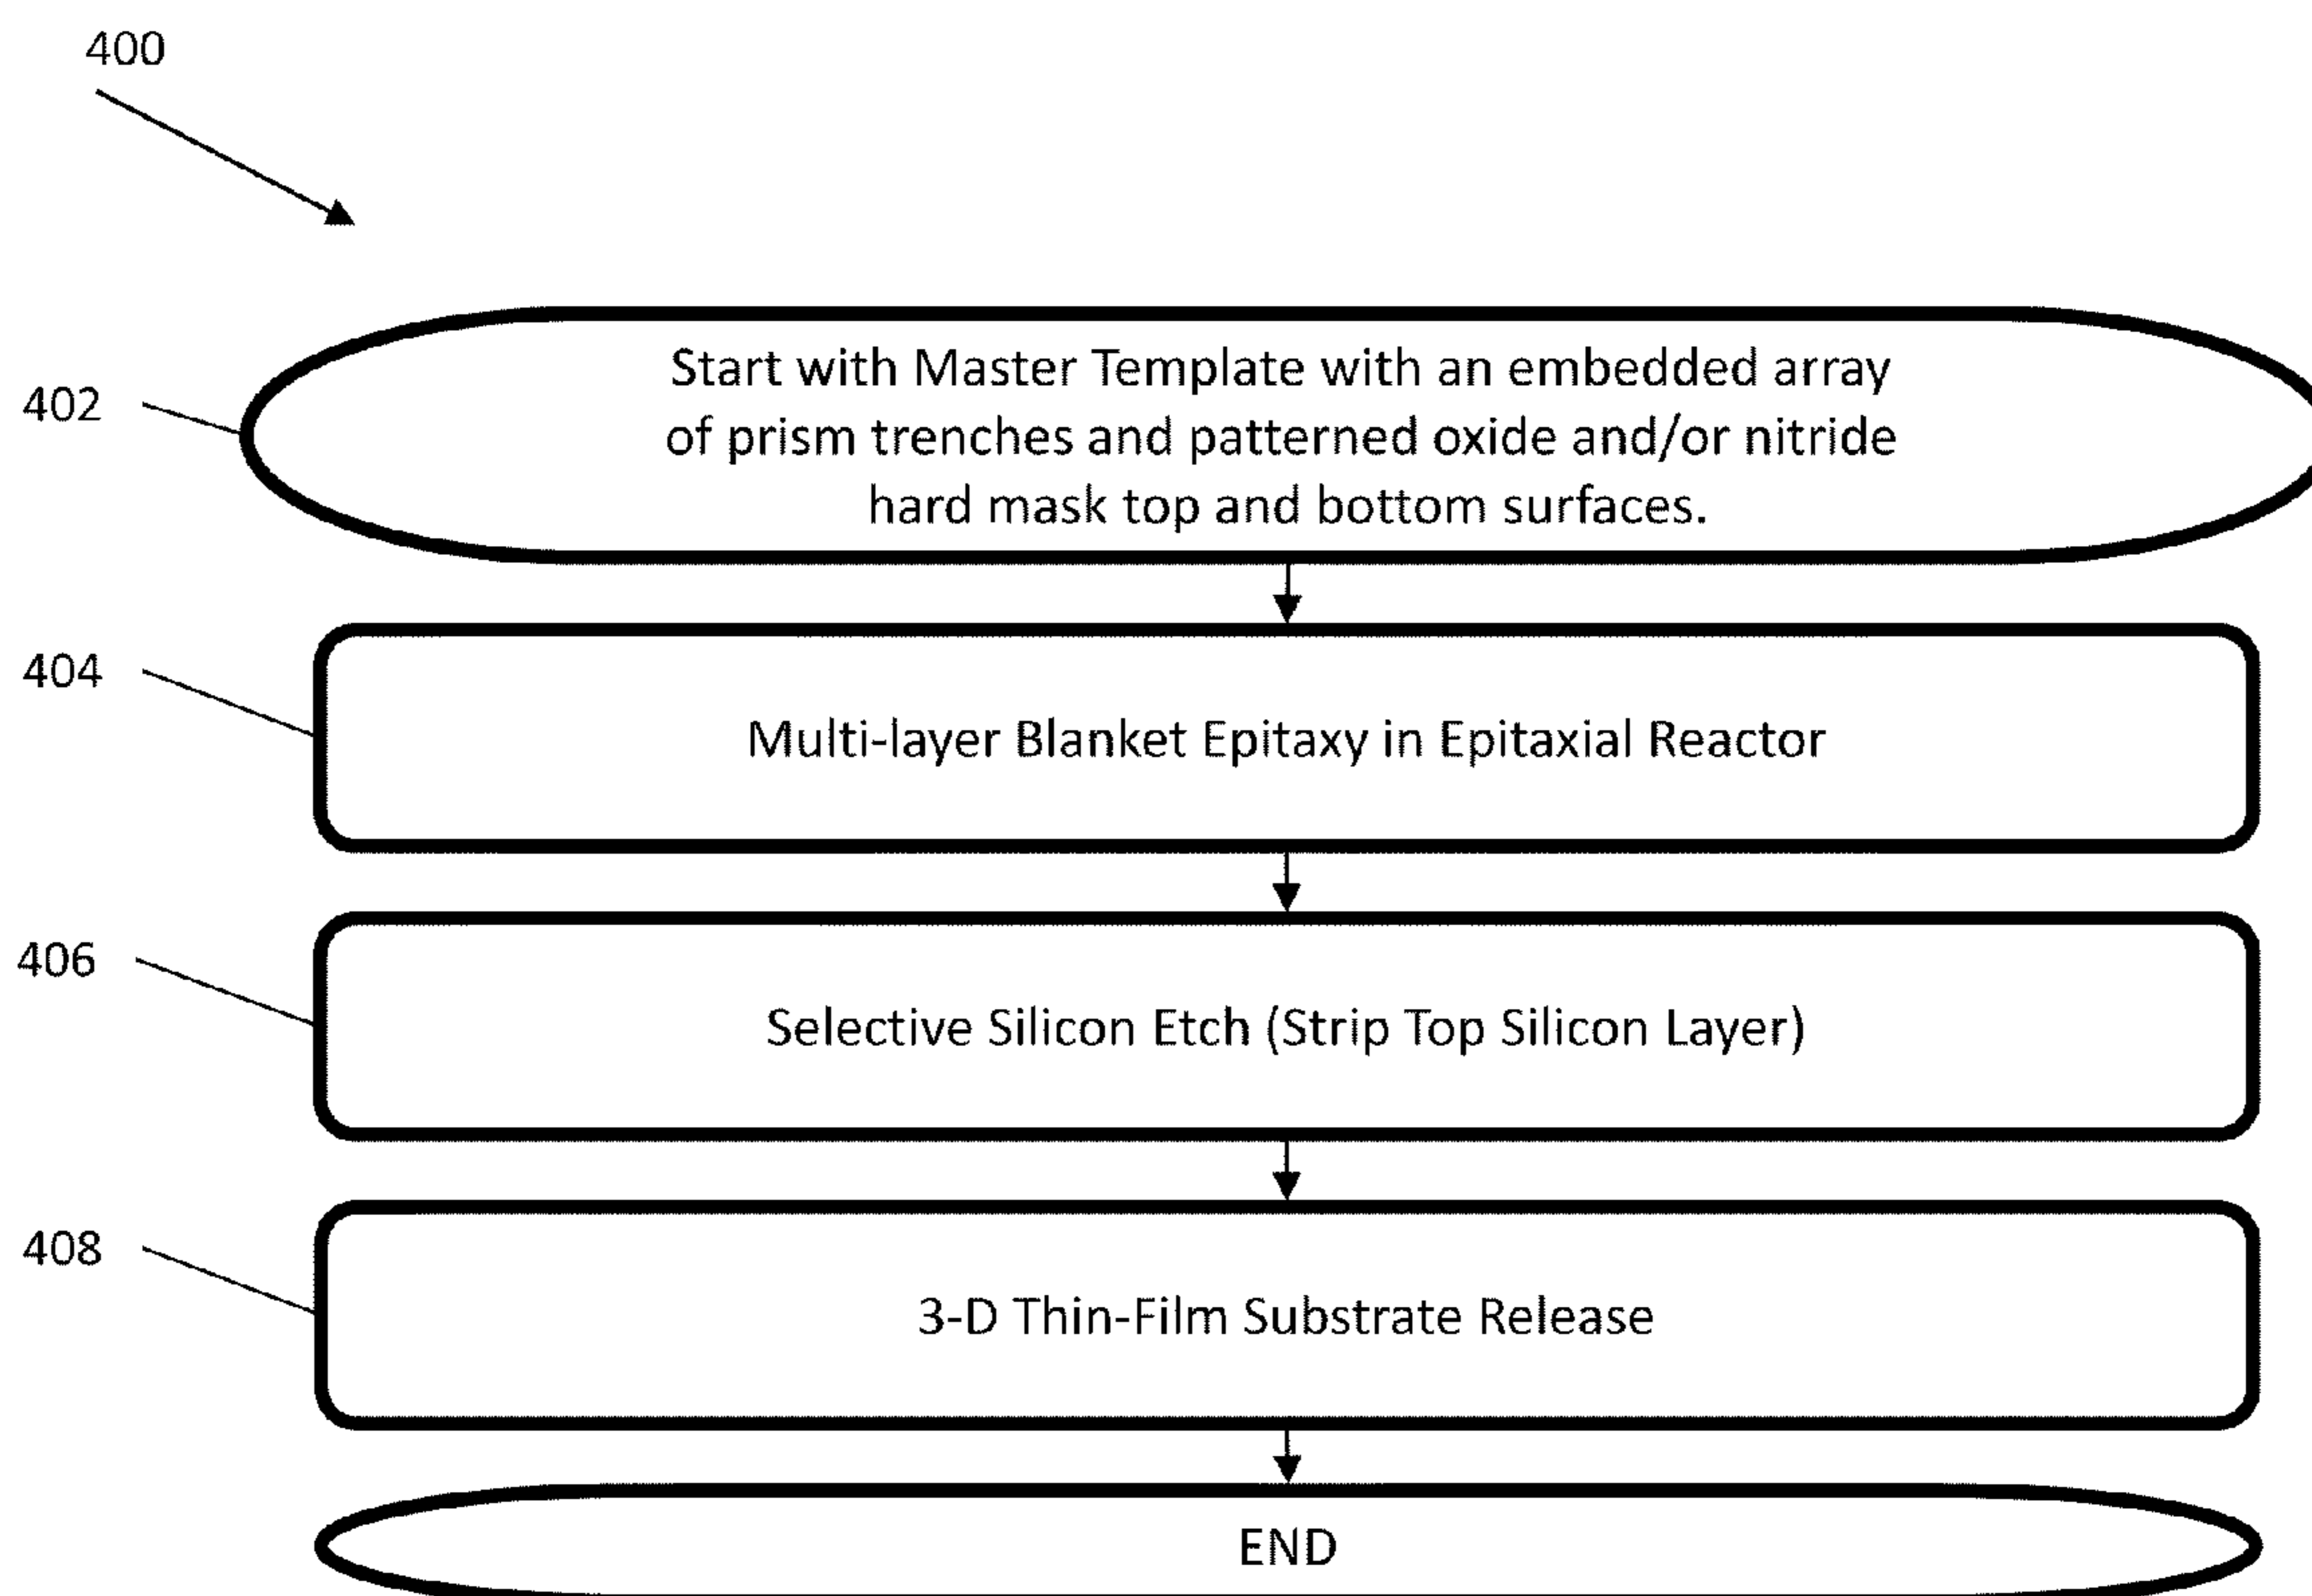 400
402
Start with Master Template with an embedded array
of prism trenches and patterned oxide and/or nitride
hard mask top and bottom surfaces.
404
Multi-layer Blanket Epitaxy in Epitaxial Reactor
406
Selective Silicon Etch (Strip Top Silicon Layer)
408
3-D Thin-Film Substrate Release
END